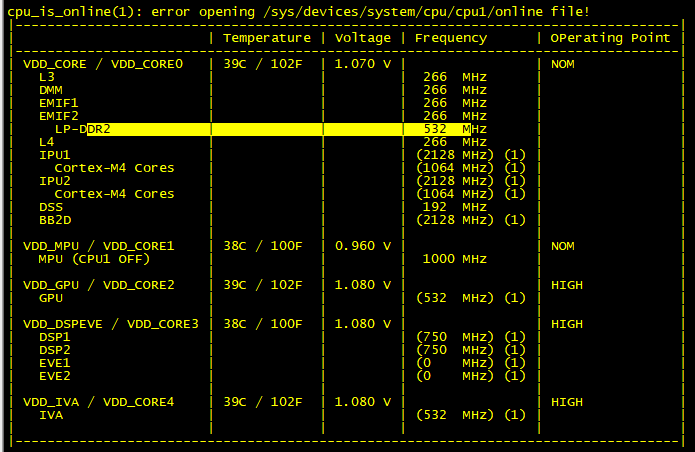 cpu_is_online(1): error opening /sys/devices/system/cpu/cpu1/online file!
|-----------------------------------------------------------------------------------|
| | Temperature | Voltage | Frequency | OPerating Point |
|-----------------------------------------------------------------------------------|
| VDD_CORE / VDD_CORE0 | 39C / 102F | 1.070 V | | NOM |
| L3 | | | 266 MHz | |
| DMM | | | 266 MHz | |
| EMIF1 | | | 266 MHz | |
| EMIF2 | | | 266 MHz | |
| LP-DDR2 | | | 532 MHz | |
| L4 | | | 266 MHz | |
| IPU1 | | | (2128 MHz) (1) | |
| Cortex-M4 Cores | | | (1064 MHz) (1) | |
| IPU2 | | | (2128 MHz) (1) | |
| Cortex-M4 Cores | | | (1064 MHz) (1) | |
| DSS | | | 192 MHz | |
| BB2D | | | (2128 MHz) (1) | |
| | | | | |
| VDD_MPU / VDD_CORE1 | 38C / 100F | 0.960 V | | NOM |
| MPU (CPU1 OFF) | | | 1000 MHz | |
| | | | | |
| VDD_GPU / VDD_CORE2 | 39C / 102F | 1.080 V | | HIGH |
| GPU | | | (532 MHz) (1) | |
| | | | | |
| VDD_DSPEVE / VDD_CORE3 | 38C / 100F | 1.080 V | | HIGH |
| DSP1 | | | (750 MHz) (1) | |
| DSP2 | | | (750 MHz) (1) | |
| EVE1 | | | (0 MHz) (1) | |
| EVE2 | | | (0 MHz) (1) | |
| | | | | |
| VDD_IVA / VDD_CORE4 | 39C / 102F | 1.080 V | | HIGH |
| IVA | | | (532 MHz) (1) | |
| | | | | |
|-----------------------------------------------------------------------------------|